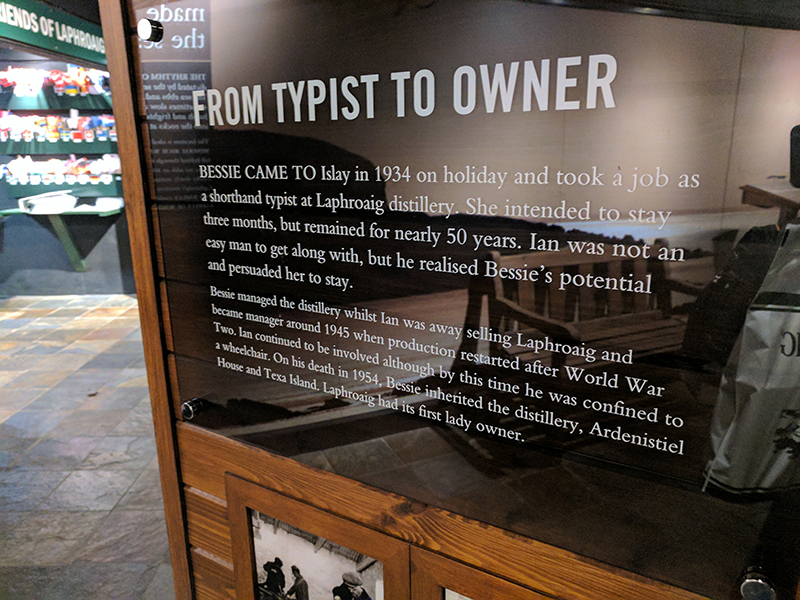 FRIENDS OF LAPHROAIG
made
the se
THE RHYTHM O
FROM TYPIST TO OWNER
BESSIE CAME TO Islay in 1934 on holiday and took a job as
a shorthand typist at Laphroaig distillery. She intended to stay
three months, but remained for nearly 50 years. Ian was not an
easy man to get along with, but he realised Bessie's potential
and persuaded her to stay.
Bessie managed the distillery whilst Ian was away selling Laphroaig and
became manager around 1945 when production restarted after World War
Two. Ian continued to be involved although by this time he was confined to
a wheelchair. On his death in 1954, Bessie inherited the distillery, Ardenistiel
House and Texa Island. Laphroaig had its first lady owner.